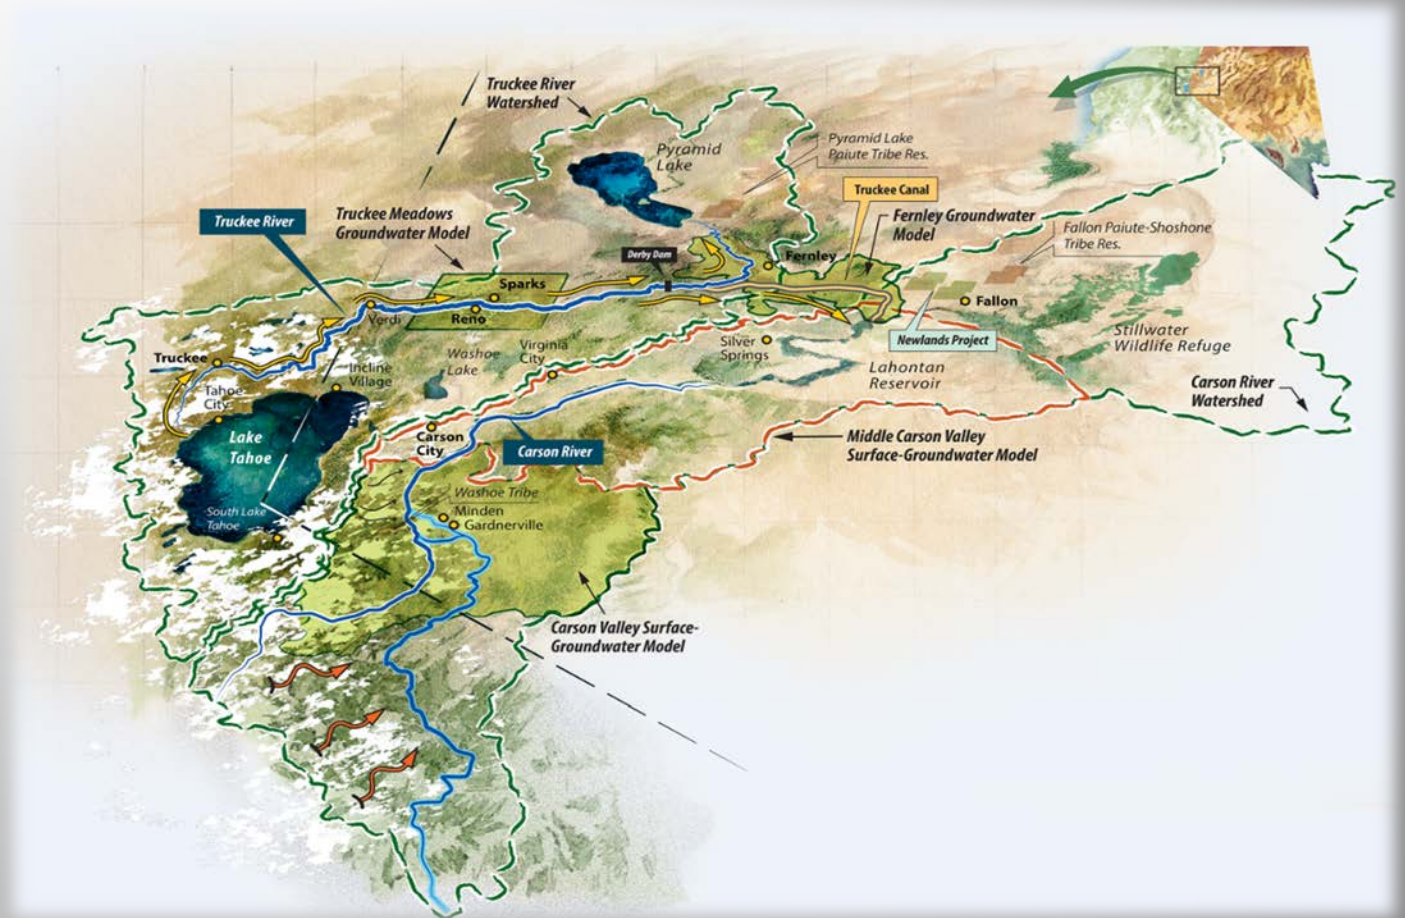 Truckee River
Watershed
Pyramid
Lake
Pyramid Lake
Paiute Tribe Res.
Truckee Canal
Truckee River
Truckee Meadows
Groundwater Model
Fernley Groundwater
Model
Fallon Paiute-Shoshone
Tribe Res.
Derby Dam
Fernley
Sparks
Fallon
Verdi
Reno
Stillwater
Wildlife Refuge
Newlands Project
Silver
Springs
Virginia
City
Washoe
Lake
Truckee
Incline
Village
Tahoe
City
Lahontan
Reservoir
Carson River
Watershed
Lake
Tahoe
Carson
City
Carson River
Middle Carson Valley
Surface-Groundwater Model
Washoe Tribe
Minden
Gardnerville
South Lake
Tahoe
Carson Valley Surface-
Groundwater Model